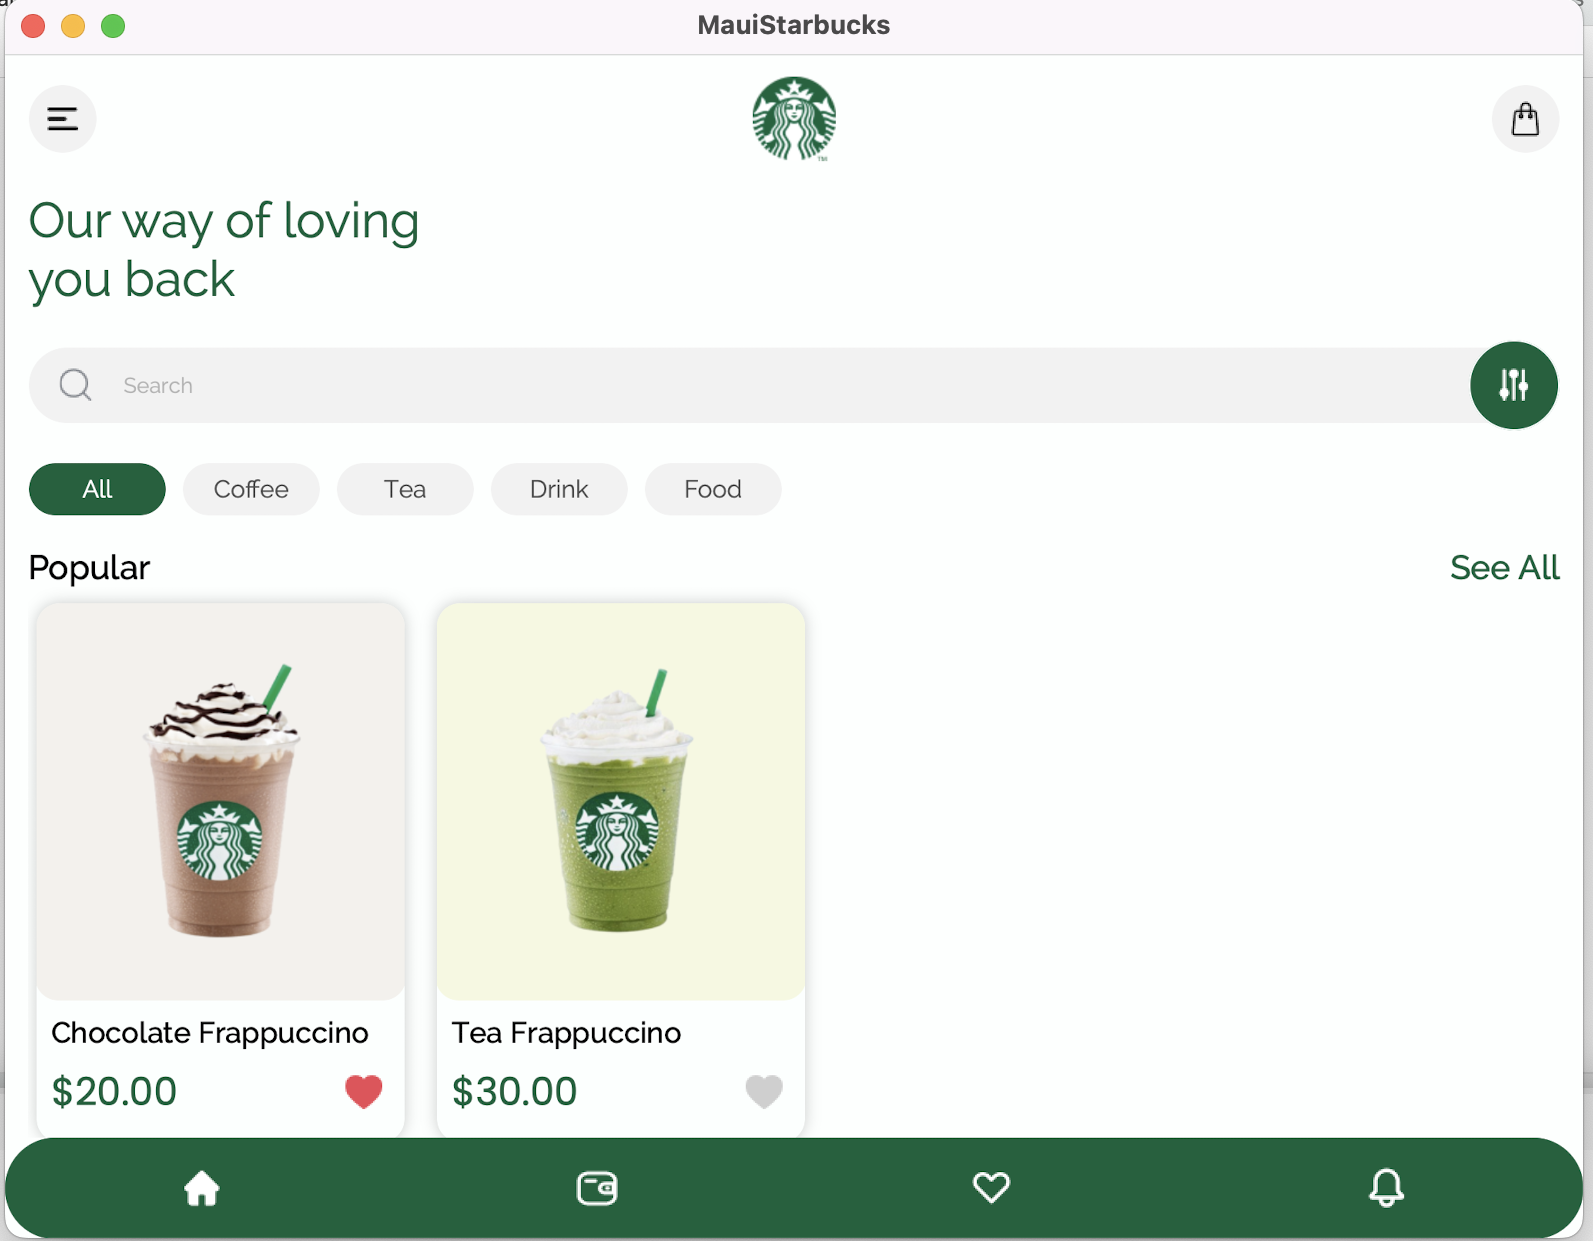 MauiStarbucks
TM
Our way of loving
you back
Search
All
Coffee
Tea
Drink
Food
Popular
See All
Chocolate Frappuccino
Tea Frappuccino
$20.00
$30.00